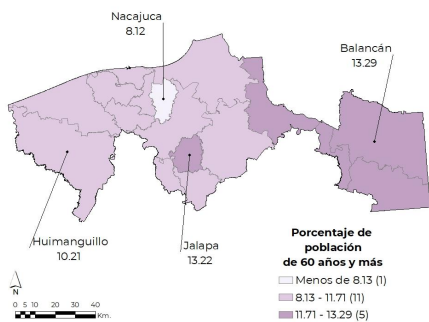 Nacajuca
8.12
Balancán
13.29
Huimanguillo
10.21
Jalapa
13.22
Porcentaje de
población
de 60 años y más
Menos de 8.13 (1)
8.13 - 11.71 (11)
11.71 - 13.29 (5)
N
0 5 10 20 30 40
Km.